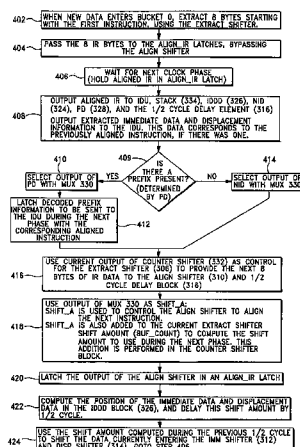 402
WHEN NEW DATA ENTERS BUCKET 0, EXTRACT 8 BYTES STARTING
WITH THE FIRST INSTRUCTION, USING THE EXTRACT SHIFTER.
404
PASS THE 8 IR BYTES TO THE ALIGN_IR LATCHES, BYPASSING
THE ALIGN SHIFTER
406
WAIT FOR NEXT CLOCK PHASE
(HOLD ALIGNED IR IN ALIGN_IR LATCH)
408
OUTPUT ALIGNED IR TO IDU, STACK (334), IDDD (326), NID
(324), PD (328), AND THE 1/2 CYCLE DELAY ELEMENT (316)
OUTPUT EXTRACTED IMMEDIATE DATA AND DISPLACEMENT
INFORMATION TO THE IDU. THIS DATA CORRESPONDS TO THE
PREVIOUSLY ALIGNED INSTRUCTION, IF THERE WAS ONE.
409
IS
THERE A
PREFIX PRESENT?
(DETERMINED
BY PD)
YES
NO
410
SELECT OUTPUT OF
PD WITH MUX 330
414
SELECT OUTPUT OF
NID WITH MUX 330
LATCH DECODED PREFIX
INFORMATION TO BE SENT TO
THE IDU DURING THE NEXT
PHASE WITH THE
CORRESPONDING ALIGNED
INSTRUCTION
412
416
USE CURRENT OUTPUT OF COUNTER SHIFTER (332) AS CONTROL
FOR THE EXTRACT SHIFTER (308) TO PROVIDE THE NEXT 8
BYTES OF IR DATA TO THE ALIGN SHIFTER (310) AND 1/2
CYCLE DELAY BLOCK (316)
418
USE OUTPUT OF MUX 330 AS SHIFT_A:
SHIFT_A IS USED TO CONTROL THE ALIGN SHIFTER TO ALIGN
THE NEXT INSTRUCTION.
SHIFT_A IS ALSO ADDED TO THE CURRENT EXTRACT SHIFTER
SHIFT AMOUNT (BUF_COUNT) TO COMPUTE THE SHIFT
AMOUNT TO USE DURING THE NEXT PHASE. THIS
ADDITION IS PERFORMED IN THE COUNTER SHIFTER
BLOCK.
420
LATCH THE OUTPUT OF THE ALIGN SHIFTER IN AN ALIGN_IR LATCH
422
COMPUTE THE POSITION OF THE IMMEDIATE DATA AND DISPLACEMENT
DATA IN THE IDDD BLOCK (326), AND DELAY THIS SHIFT AMOUNT BY
1/2 CYCLE.
424
USE THE SHIFT AMOUNT COMPUTED DURING THE PREVIOUS 1/2 CYCLE
TO SHIFT THE DATA CURRENTLY ENTERING THE IMM SHIFTER (312)
AND DISP SHIFTER (314). GOTO STEP 406